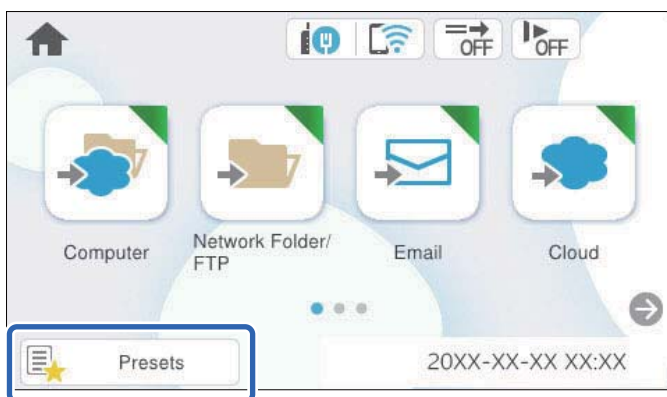 OFF
OFF
Computer
Network Folder/
FTP
Email
Cloud
Presets
20XX-XX-XX XX:XX